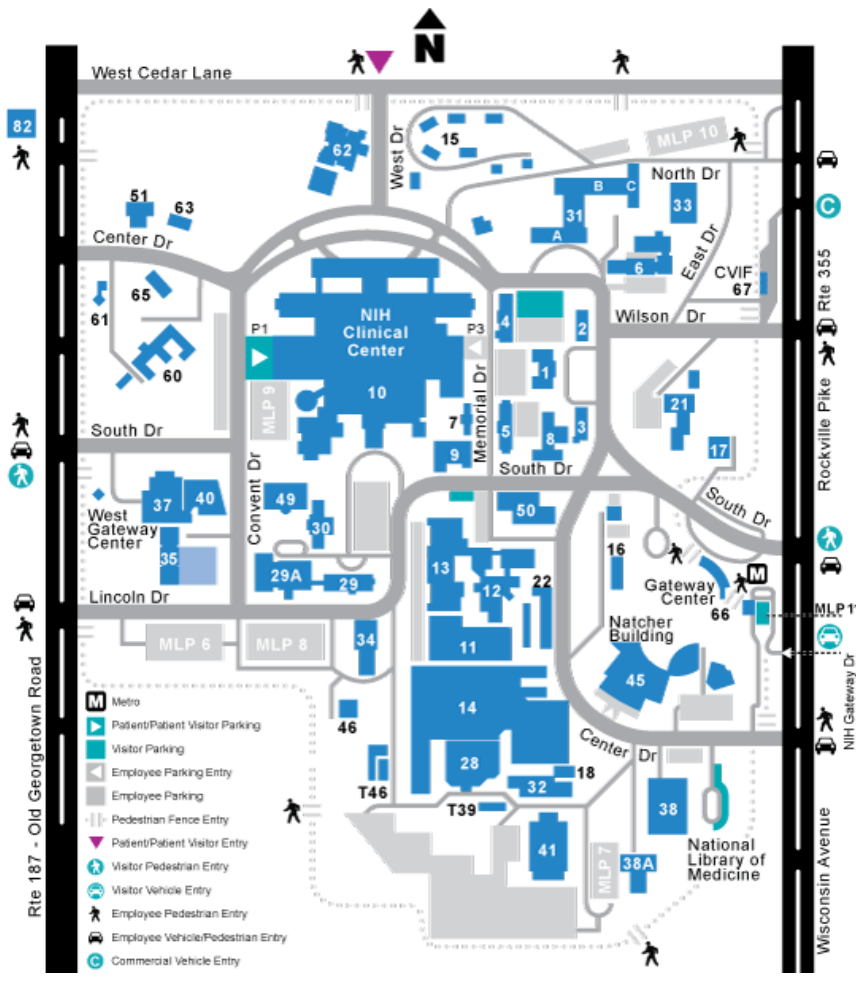 N
West Cedar Lane
82
62
West Dr
15
MLP 10
North Dr
51
63
B
C
33
31
A
C
Center Dr
East Dr
6
CVIF
67
Rte 355
65
61
NIH
Clinical
Center
10
P1
P3
4
2
Wilson Dr
60
1
MLP 9
Memorial Dr
7
5
8
3
9
21
17
Rockville Pike
South Dr
South Dr
South Dr
37
40
West
Gateway
Center
35
Convent Dr
49
30
50
29A
29
13
12
22
16
Gateway
Center
66
M
MLP 11
Lincoln Dr
MLP 6
MLP 8
34
11
Natcher
Building
45
NIH Gateway Dr
14
46
28
T46
32
18
Center Dr
T39
41
MLP 7
38
38A
National
Library of
Medicine
Rte 187 - Old Georgetown Road
Wisconsin Avenue
M Metro
Patient/Patient Visitor Parking
Visitor Parking
Employee Parking Entry
Employee Parking
Pedestrian Fence Entry
Patient/Patient Visitor Entry
Visitor Pedestrian Entry
Visitor Vehicle Entry
Employee Pedestrian Entry
Employee Vehicle/Pedestrian Entry
C Commercial Vehicle Entry